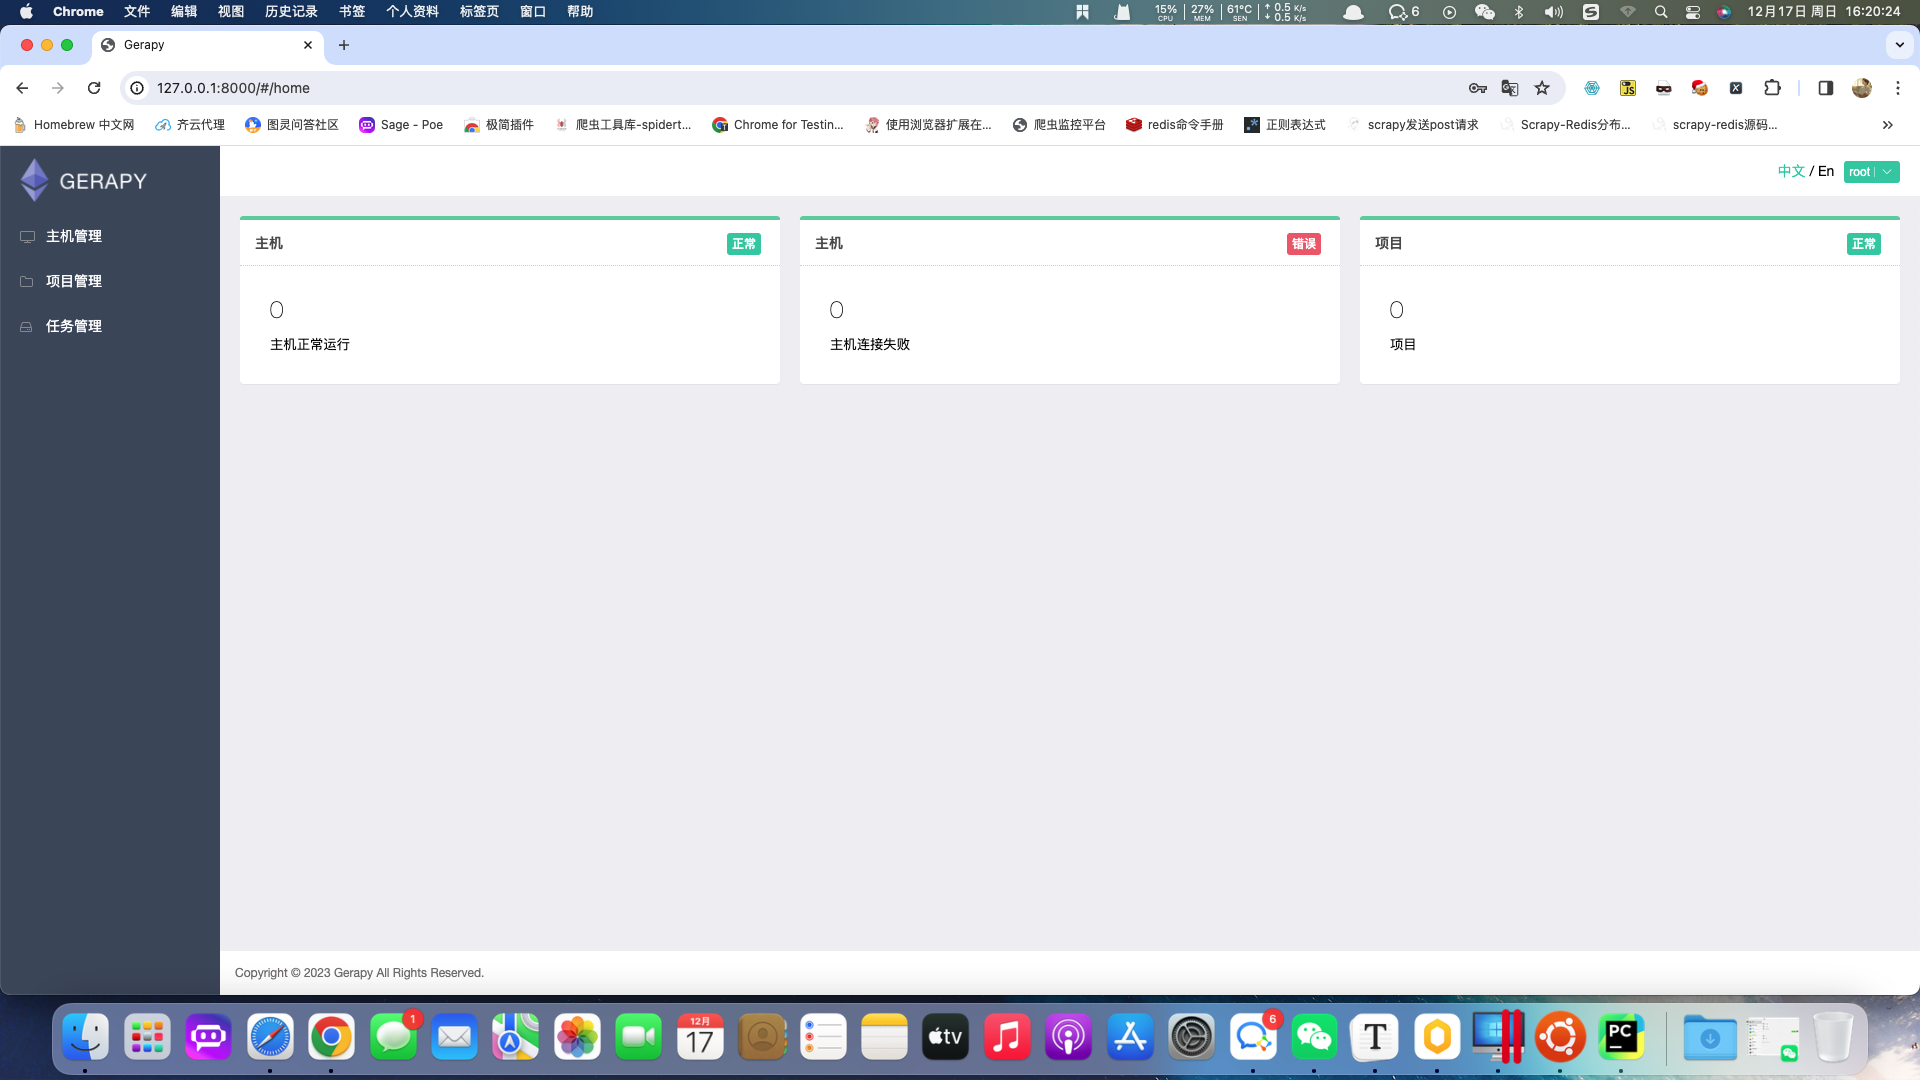 Chrome 文件 编辑 视图 历史记录 书签 个人资料 标签页 窗口 帮助 15% CPU 27% MEM 61°C SEN ↑ 0.5 K/s ↓ 0.5 K/s 6 12月17日 周日 16:20:24
Gerapy
127.0.0.1:8000/#/home
Homebrew 中文网 齐云代理 图灵问答社区 Sage - Poe 极简插件 爬虫工具库-spidert... Chrome for Testin... 使用浏览器扩展在... 爬虫监控平台 redis命令手册 正则表达式 scrapy发送post请求 Scrapy-Redis分布... scrapy-redis源码...
GERAPY
中文 / En root
主机管理
项目管理
任务管理
主机 正常
0
主机正常运行
主机 错误
0
主机连接失败
项目 正常
0
项目
Copyright © 2023 Gerapy All Rights Reserved.
1
12月
17
tv
6
T
PC